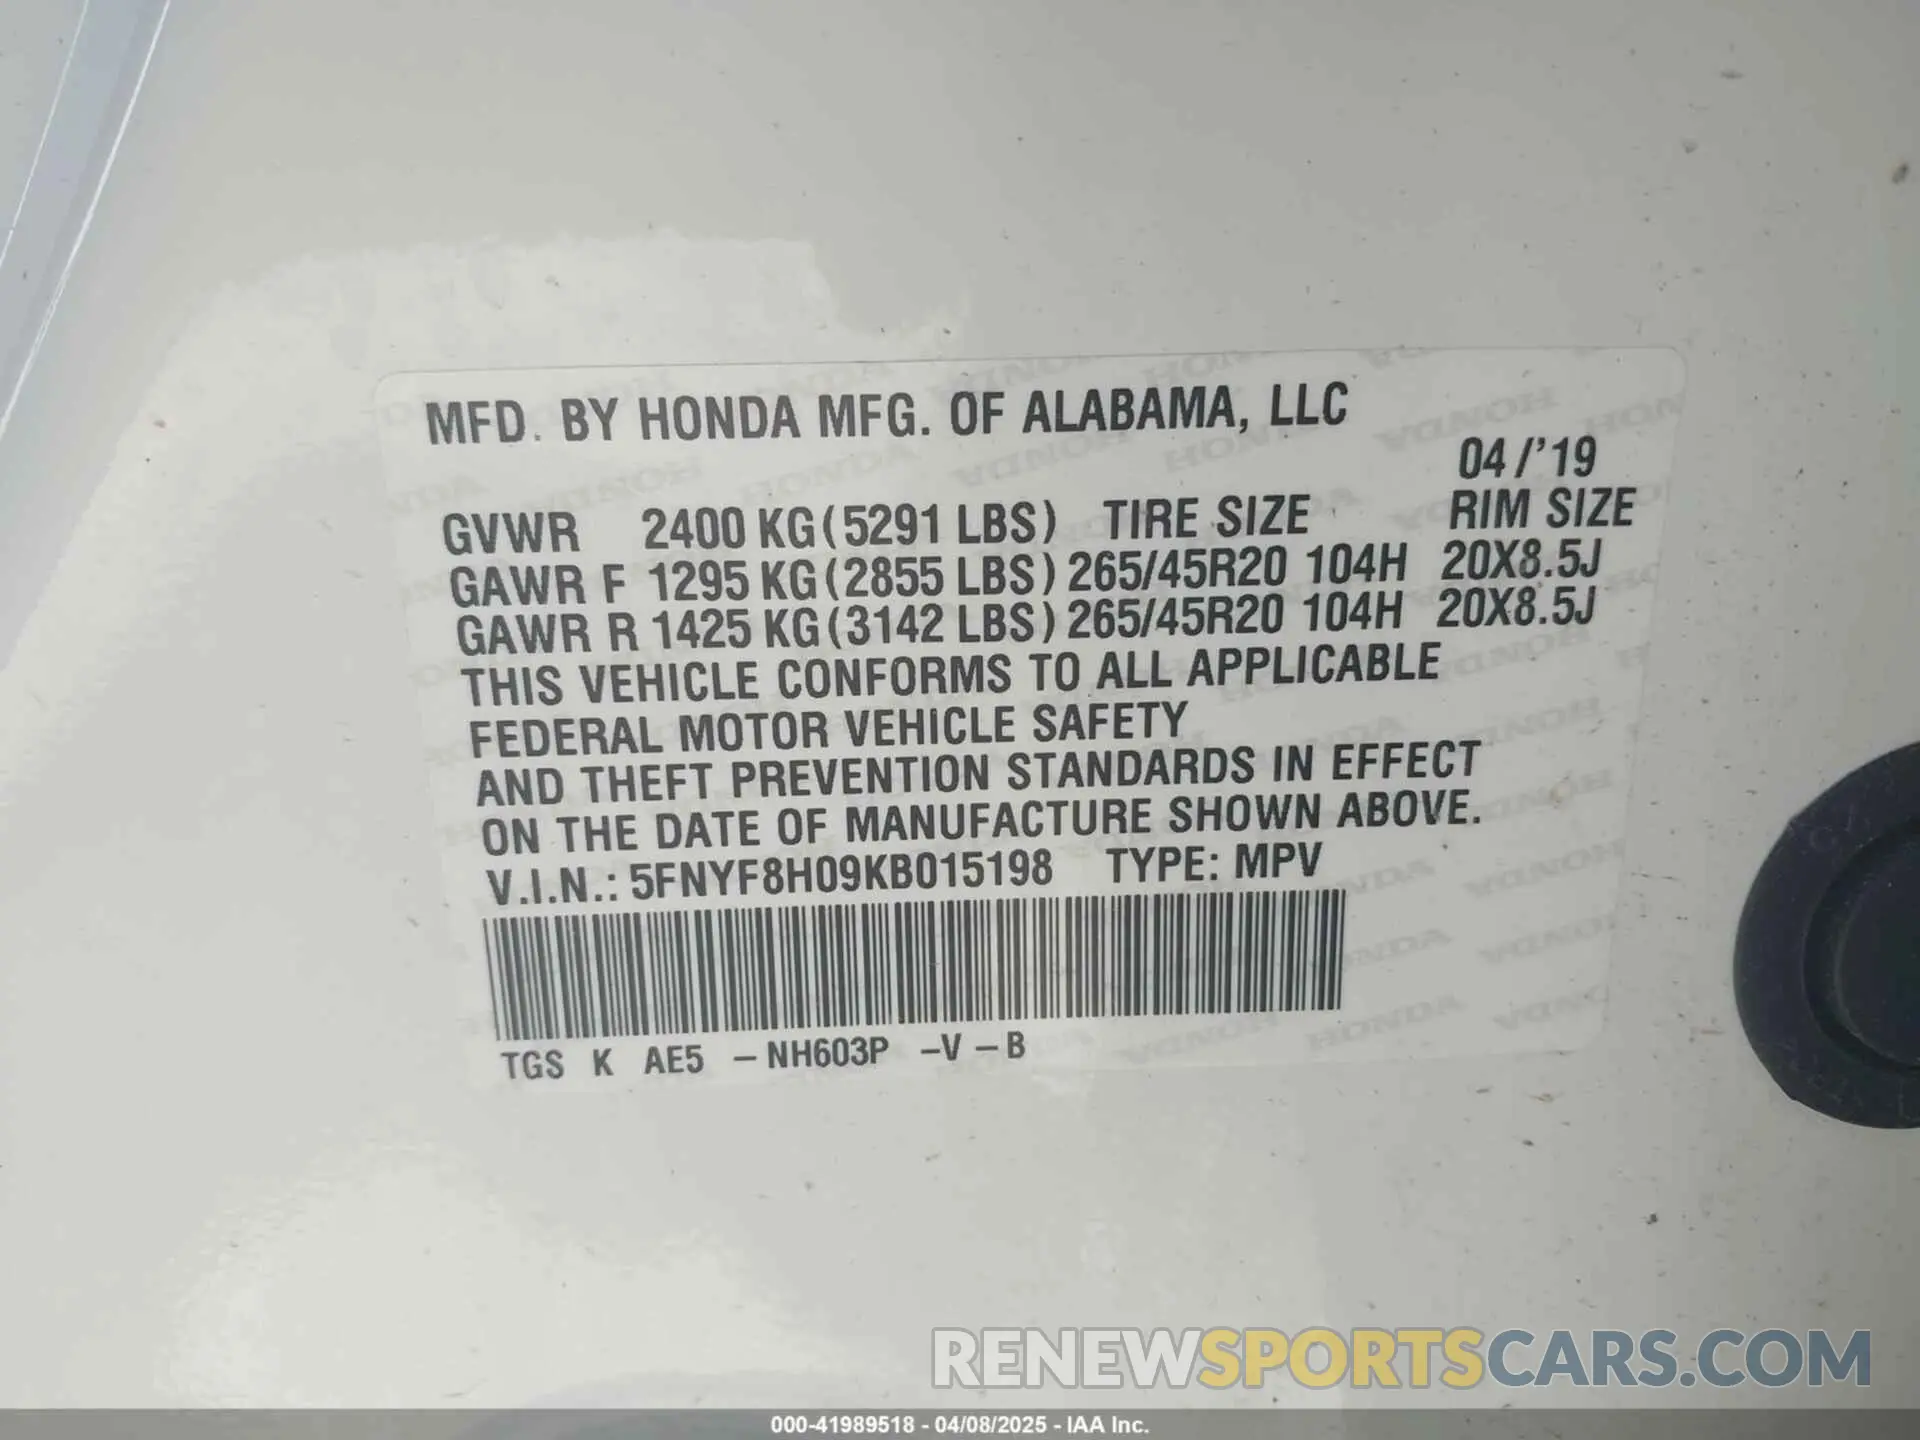 MFD. BY HONDA MFG. OF ALABAMA, LLC
04/'19
GVWR 2400 KG(5291 LBS) TIRE SIZE RIM SIZE
GAWR F 1295 KG(2855 LBS) 265/45R20 104H 20X8.5J
GAWR R 1425 KG(3142 LBS) 265/45R20 104H 20X8.5J
THIS VEHICLE CONFORMS TO ALL APPLICABLE
FEDERAL MOTOR VEHICLE SAFETY
AND THEFT PREVENTION STANDARDS IN EFFECT
ON THE DATE OF MANUFACTURE SHOWN ABOVE.
V.I.N.: 5FNYF8H09KB015198 TYPE: MPV
TGS K AE5 -NH603P -V -B
RENEWSPORTSCARS.COM
000-41989518 - 04/08/2025 - IAA Inc.